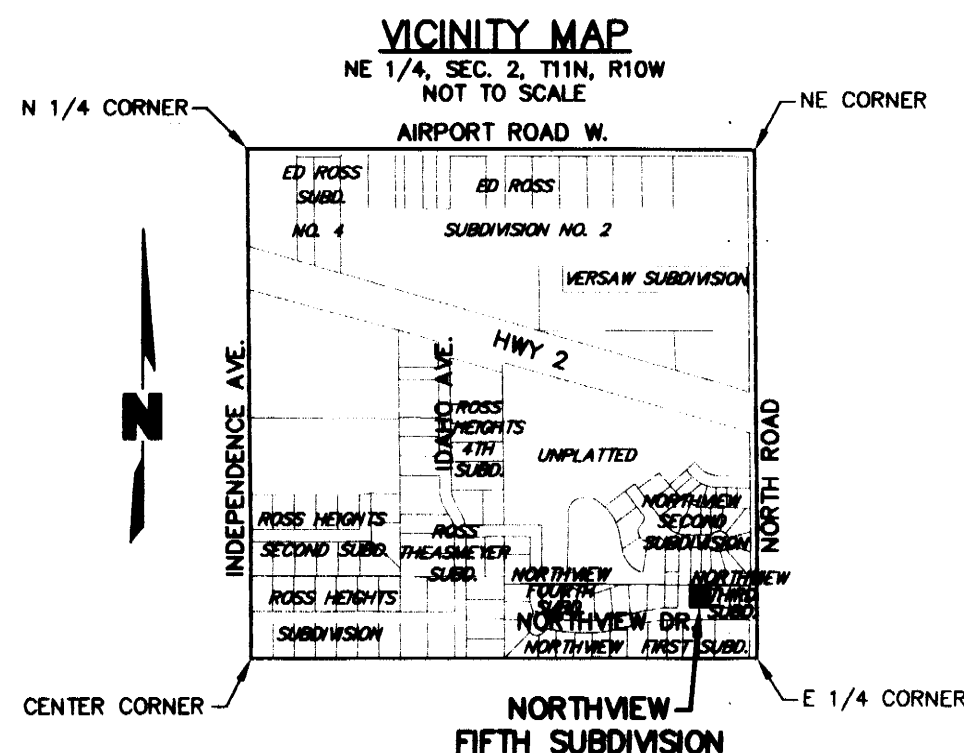 VICINITY MAP
NE 1/4, SEC. 2, T11N, R10W
NOT TO SCALE
N 1/4 CORNER
NE CORNER
AIRPORT ROAD W.
ED ROSS
SUBD.
NO. 4
ED ROSS
SUBDIVISION NO. 2
VERSAW SUBDIVISION
HWY 2
INDEPENDENCE AVE.
IDAHO AVE.
NORTH ROAD
N
ROSS
HEIGHTS
4TH
SUBD.
UNPLATTED
NORTHVIEW
SECOND
SUBDIVISION
ROSS HEIGHTS
SECOND SUBD.
ROSS
THEASMEYER
SUBD.
NORTHVIEW
FOURTH
SUBD.
NORTHVIEW
THIRD
SUBD.
ROSS HEIGHTS
SUBDIVISION
NORTHVIEW DR.
NORTHVIEW FIRST SUBD.
CENTER CORNER
E 1/4 CORNER
NORTHVIEW
FIFTH SUBDIVISION